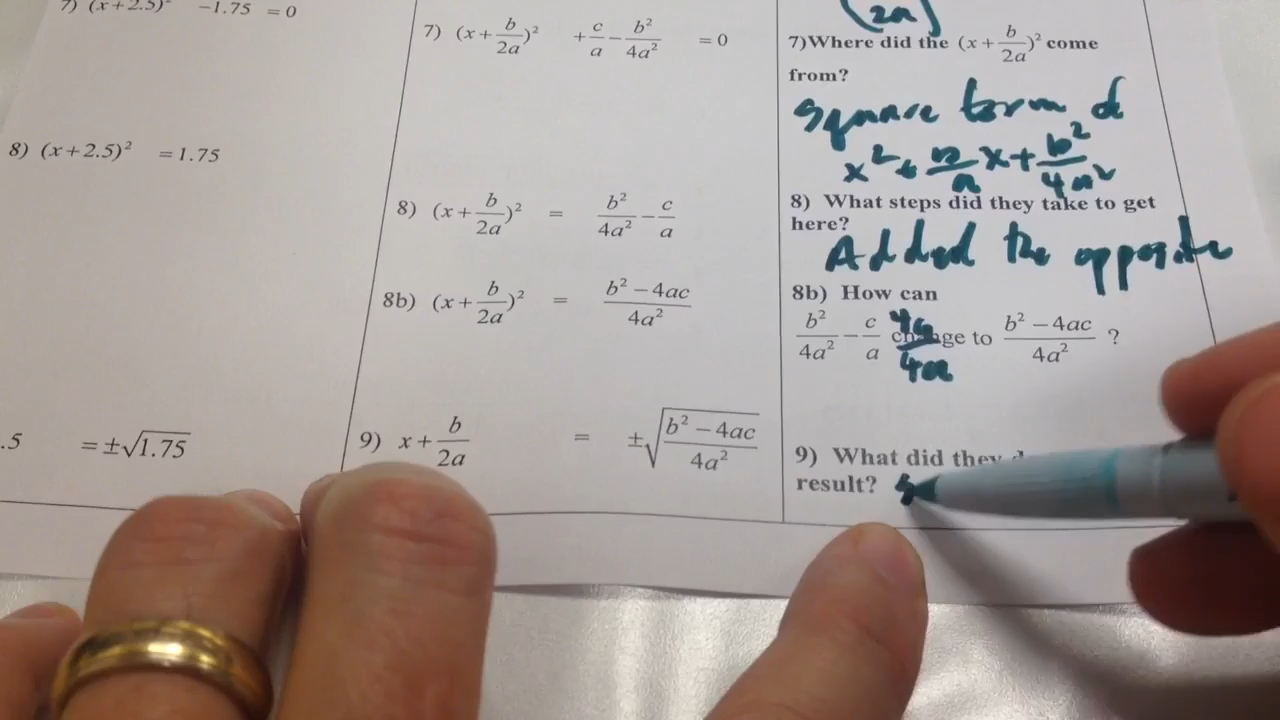 7) (x+2.5)² −1.75 = 0
8) (x+2.5)² = 1.75
.5 = ±√1.75
7) (x + b/2a)² + c/a − b²/4a² = 0
8) (x + b/2a)² = b²/4a² − c/a
8b) (x + b/2a)² = b² − 4ac/4a²
9) x + b/2a = ±√(b² − 4ac/4a²)
(2a)
7)Where did the (x + b/2a)² come
from?
square form of
x² + b/a x + b²/4a²
8) What steps did they take to get
here?
Added the opposite
8b) How can
b²/4a² − c/a 4a/4a change to b² − 4ac/4a² ?
9) What did they
result?